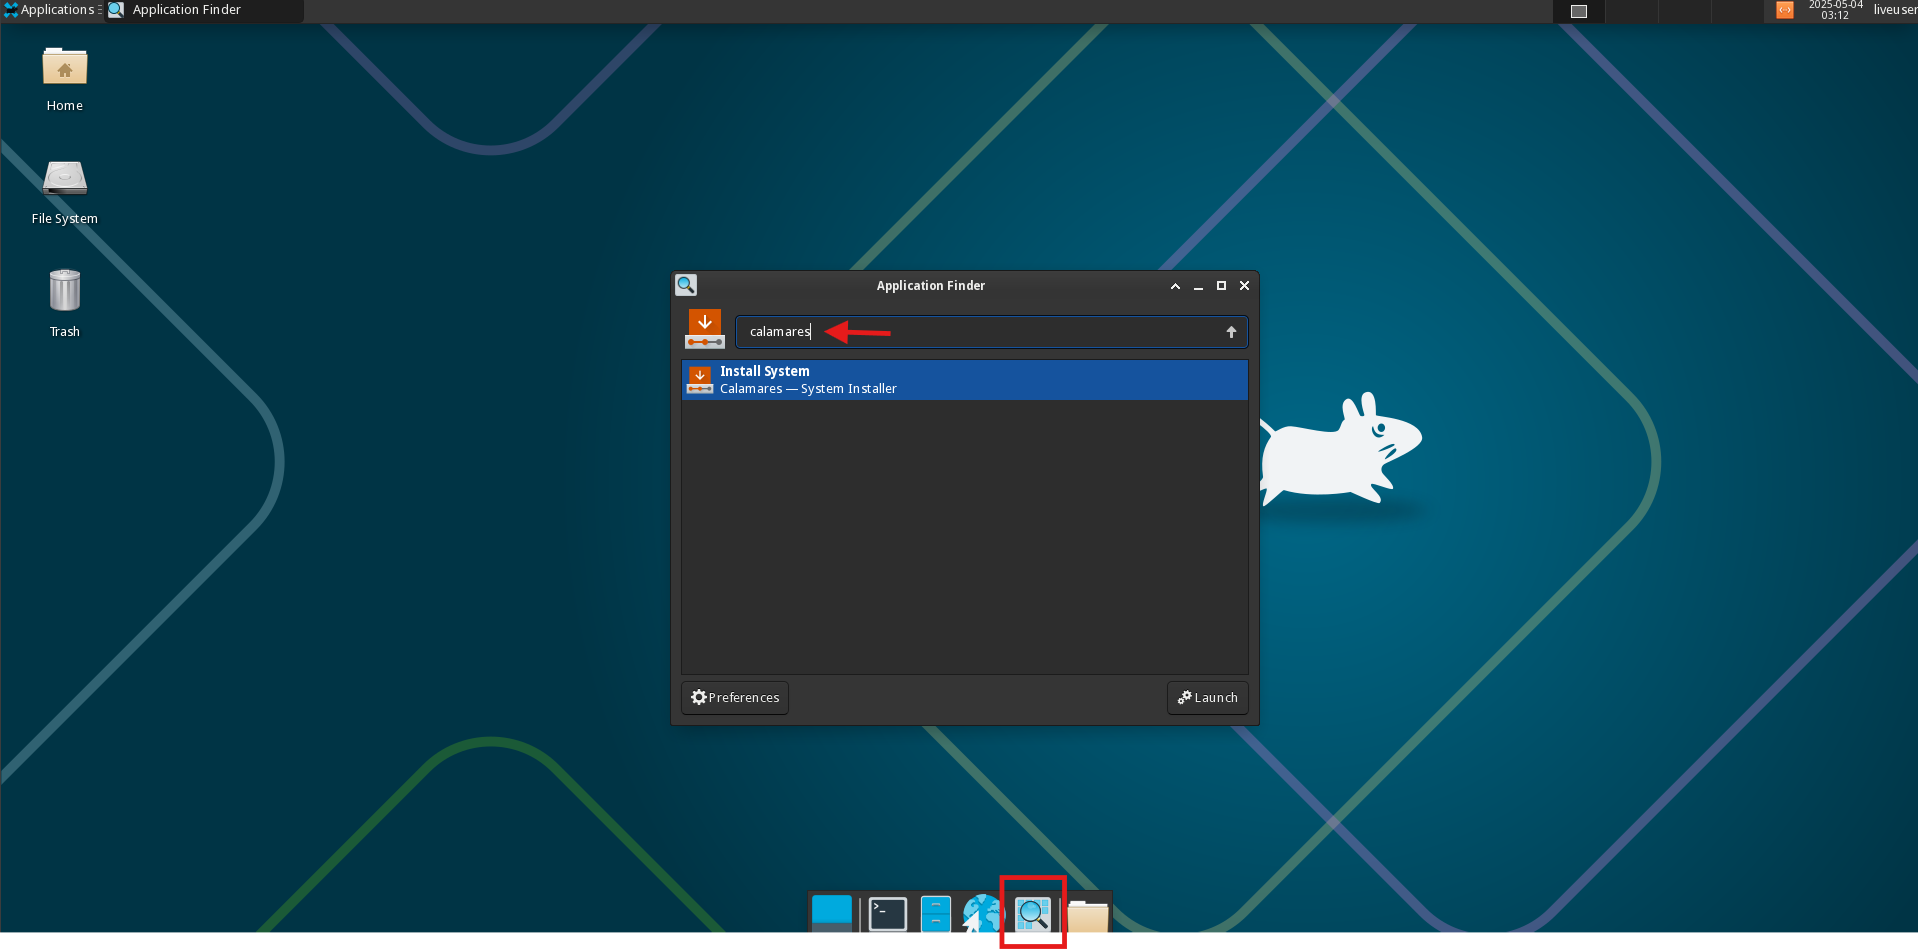 Applications
Application Finder
2025-05-04
03:12
liveuser
Home
File System
Trash
Application Finder
calamares
Install System
Calamares — System Installer
Preferences
Launch
>_